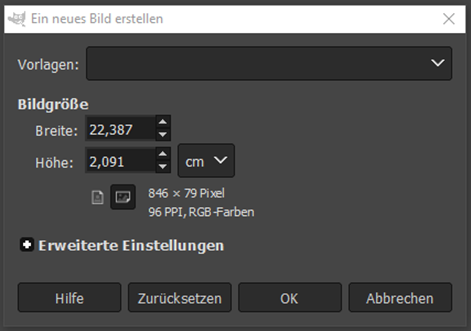 Ein neues Bild erstellen
Vorlagen:
Bildgröße
Breite: 22,387
Höhe: 2,091 cm
846 × 79 Pixel
96 PPI, RGB-Farben
Erweiterte Einstellungen
Hilfe Zurücksetzen OK Abbrechen